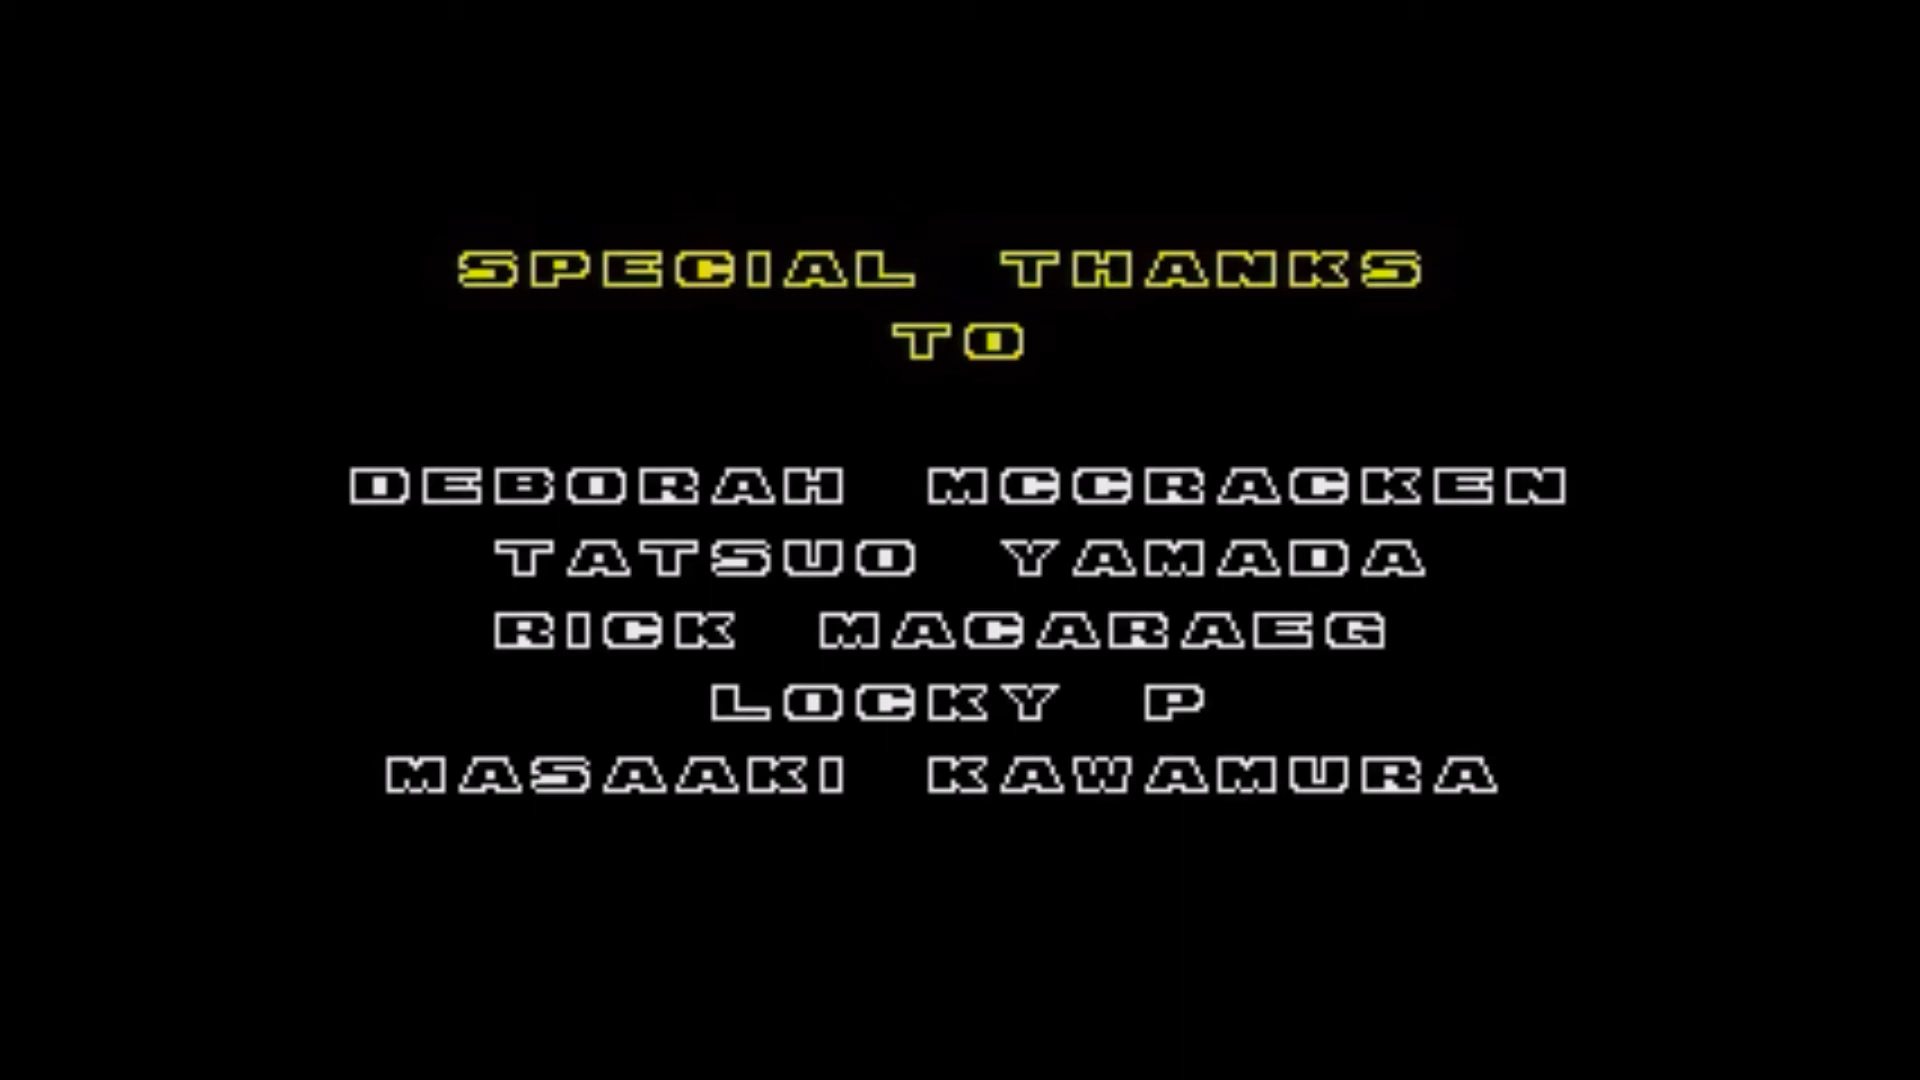 SPECIAL THANKS
TO
DEBORAH MCCRACKEN
TATSUO YAMADA
RICK MACARAEG
LOCKY P
MASAAKI KAWAMURA